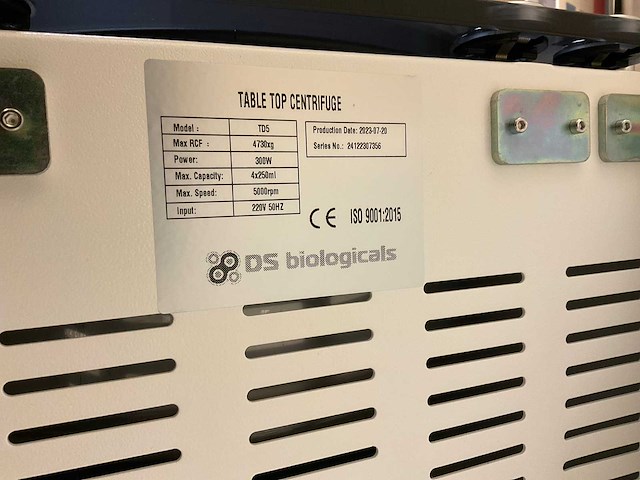 TABLE TOP CENTRIFUGE
Model : TD5
Max RCF : 4730xg
Power: 300W
Max. Capacity: 4x250ml
Max. Speed: 5000rpm
Input: 220V 50HZ
Production Date: 2023-07-20
Series No.: 24122307356
CE ISO 9001:2015
DS biologicals